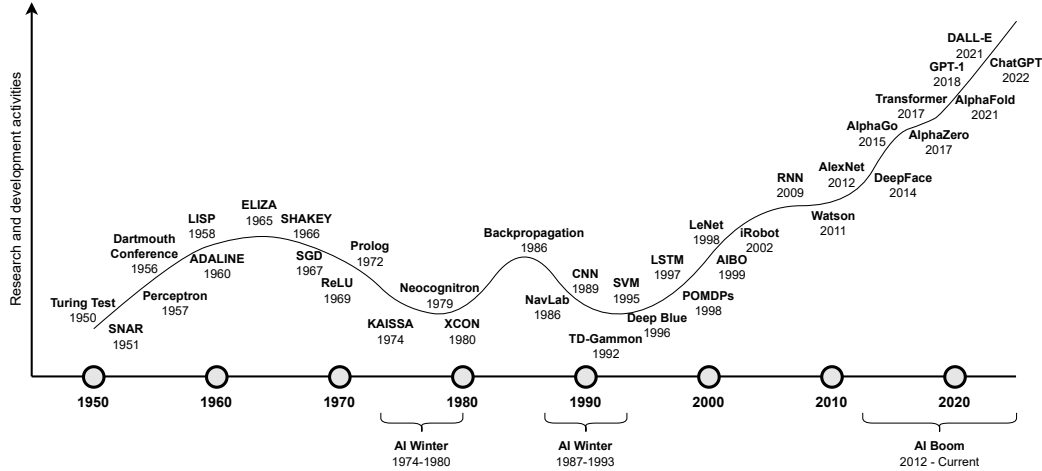 Research and development activities
Turing Test
1950
SNAR
1951
Dartmouth
Conference
1956
Perceptron
1957
LISP
1958
ADALINE
1960
ELIZA
1965
SHAKEY
1966
SGD
1967
ReLU
1969
Prolog
1972
KAISSA
1974
Neocognitron
1979
XCON
1980
Backpropagation
1986
NavLab
1986
CNN
1989
TD-Gammon
1992
SVM
1995
Deep Blue
1996
LSTM
1997
LeNet
1998
POMDPs
1998
AIBO
1999
iRobot
2002
RNN
2009
Watson
2011
AlexNet
2012
DeepFace
2014
AlphaGo
2015
Transformer
2017
AlphaZero
2017
GPT-1
2018
AlphaFold
2021
DALL-E
2021
ChatGPT
2022
1950
1960
1970
1980
1990
2000
2010
2020
AI Winter
1974-1980
AI Winter
1987-1993
AI Boom
2012 - Current